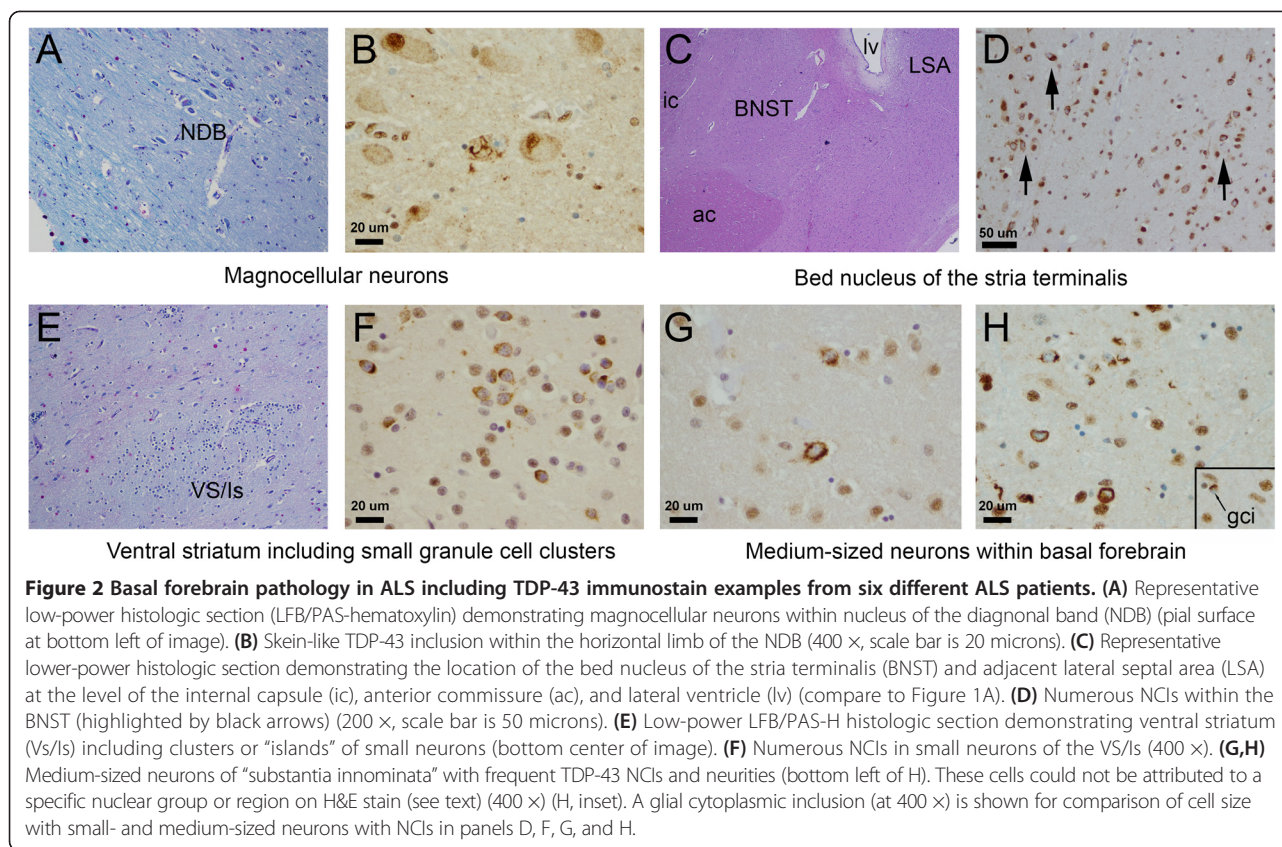 A
NDB
B
20 um
C
lv
LSA
ic
BNST
ac
D
50 um
Magnocellular neurons
Bed nucleus of the stria terminalis
E
VS/Is
F
20 um
G
20 um
H
20 um
gci
Ventral striatum including small granule cell clusters
Medium-sized neurons within basal forebrain
Figure 2 Basal forebrain pathology in ALS including TDP-43 immunostain examples from six different ALS patients. (A) Representative
low-power histologic section (LFB/PAS-hematoxylin) demonstrating magnocellular neurons within nucleus of the diagnonal band (NDB) (pial surface
at bottom left of image). (B) Skein-like TDP-43 inclusion within the horizontal limb of the NDB (400 ×, scale bar is 20 microns). (C) Representative
lower-power histologic section demonstrating the location of the bed nucleus of the stria terminalis (BNST) and adjacent lateral septal area (LSA)
at the level of the internal capsule (ic), anterior commissure (ac), and lateral ventricle (lv) (compare to Figure 1A). (D) Numerous NCIs within the
BNST (highlighted by black arrows) (200 ×, scale bar is 50 microns). (E) Low-power LFB/PAS-H histologic section demonstrating ventral striatum
(Vs/Is) including clusters or “islands” of small neurons (bottom center of image). (F) Numerous NCIs in small neurons of the VS/Is (400 ×). (G,H)
Medium-sized neurons of “substantia innominata” with frequent TDP-43 NCIs and neurities (bottom left of H). These cells could not be attributed to a
specific nuclear group or region on H&E stain (see text) (400 ×) (H, inset). A glial cytoplasmic inclusion (at 400 ×) is shown for comparison of cell size
with small- and medium-sized neurons with NCIs in panels D, F, G, and H.